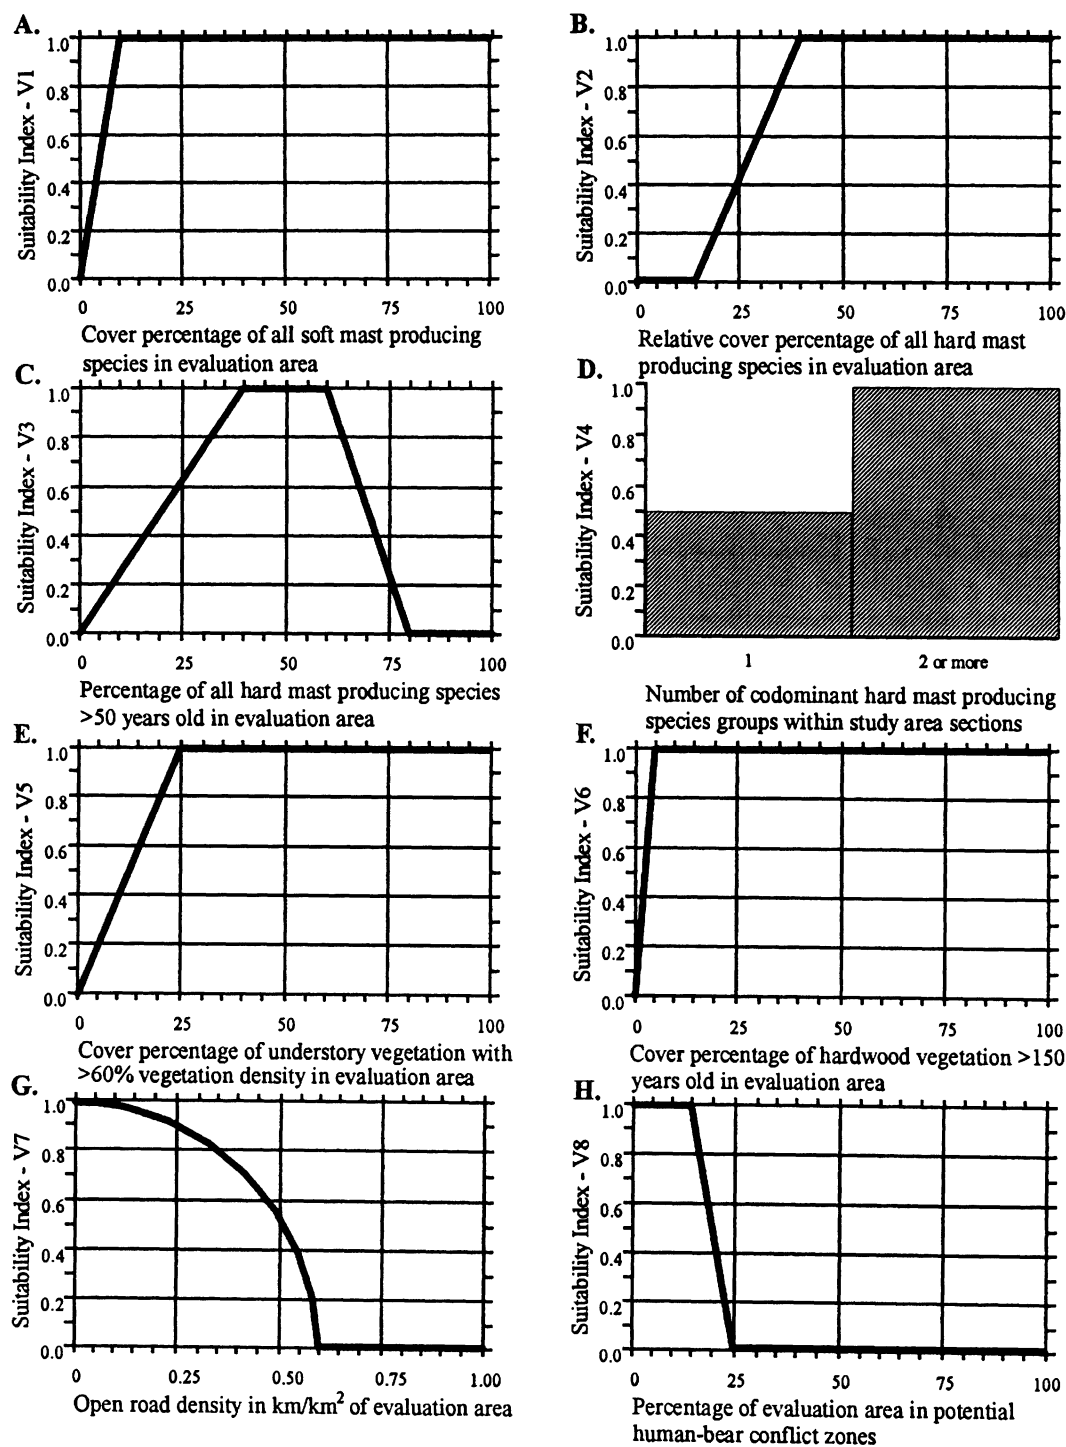 A.
Suitability Index - V1
1.0
0.8
0.6
0.4
0.2
0.0
0 25 50 75 100
Cover percentage of all soft mast producing
species in evaluation area
B.
Suitability Index - V2
1.0
0.8
0.6
0.4
0.2
0.0
0 25 50 75 100
Relative cover percentage of all hard mast
producing species in evaluation area
C.
Suitability Index - V3
1.0
0.8
0.6
0.4
0.2
0.0
0 25 50 75 100
Percentage of all hard mast producing species
>50 years old in evaluation area
D.
Suitability Index - V4
1.0
0.8
0.6
0.4
0.2
0.0
1 2 or more
Number of codominant hard mast producing
species groups within study area sections
E.
Suitability Index - V5
1.0
0.8
0.6
0.4
0.2
0.0
0 25 50 75 100
Cover percentage of understory vegetation with
>60% vegetation density in evaluation area
F.
Suitability Index - V6
1.0
0.8
0.6
0.4
0.2
0.0
0 25 50 75 100
Cover percentage of hardwood vegetation >150
years old in evaluation area
G.
Suitability Index - V7
1.0
0.8
0.6
0.4
0.2
0.0
0 0.25 0.50 0.75 1.00
Open road density in km/km² of evaluation area
H.
Suitability Index - V8
1.0
0.8
0.6
0.4
0.2
0.0
0 25 50 75 100
Percentage of evaluation area in potential
human-bear conflict zones